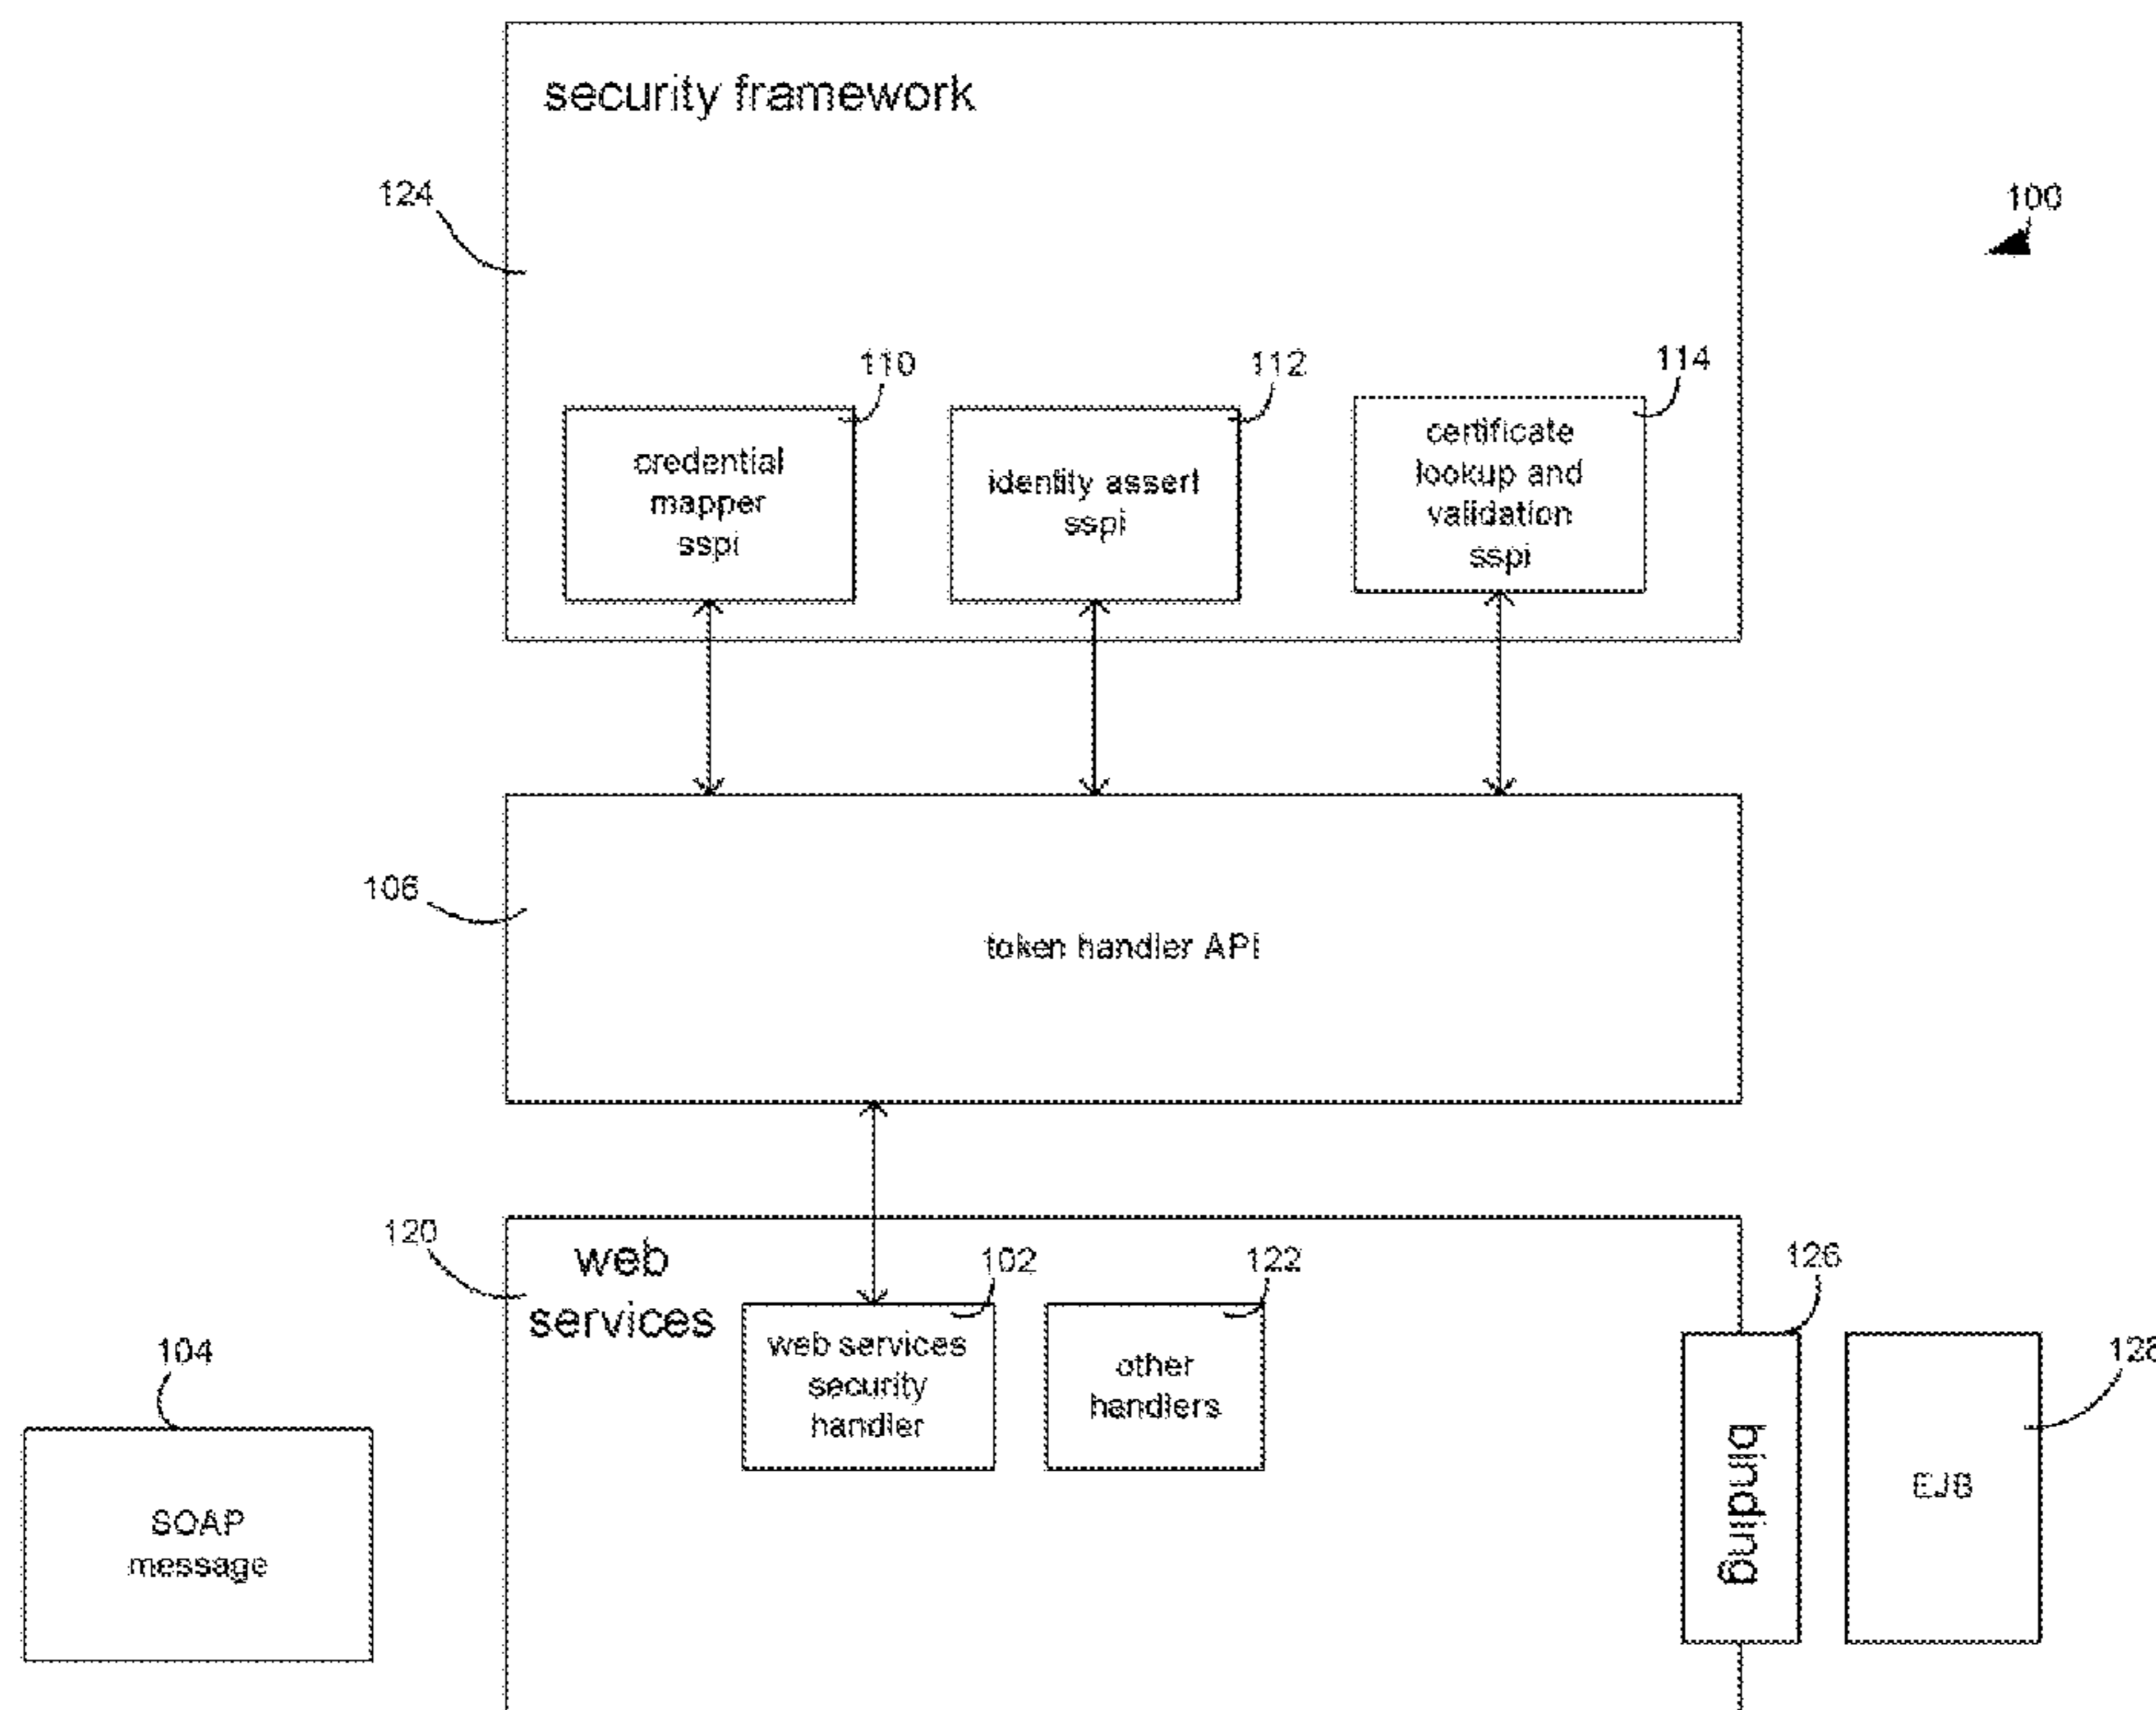 security framework
124
100
110
112
114
credential
mapper
sspi
identity assert
sspi
certificate
lookup and
validation
sspi
106
token handler API
120
web
services
102
122
126
web services
security
handler
other
handlers
104
128
binding
EJB
SOAP
message